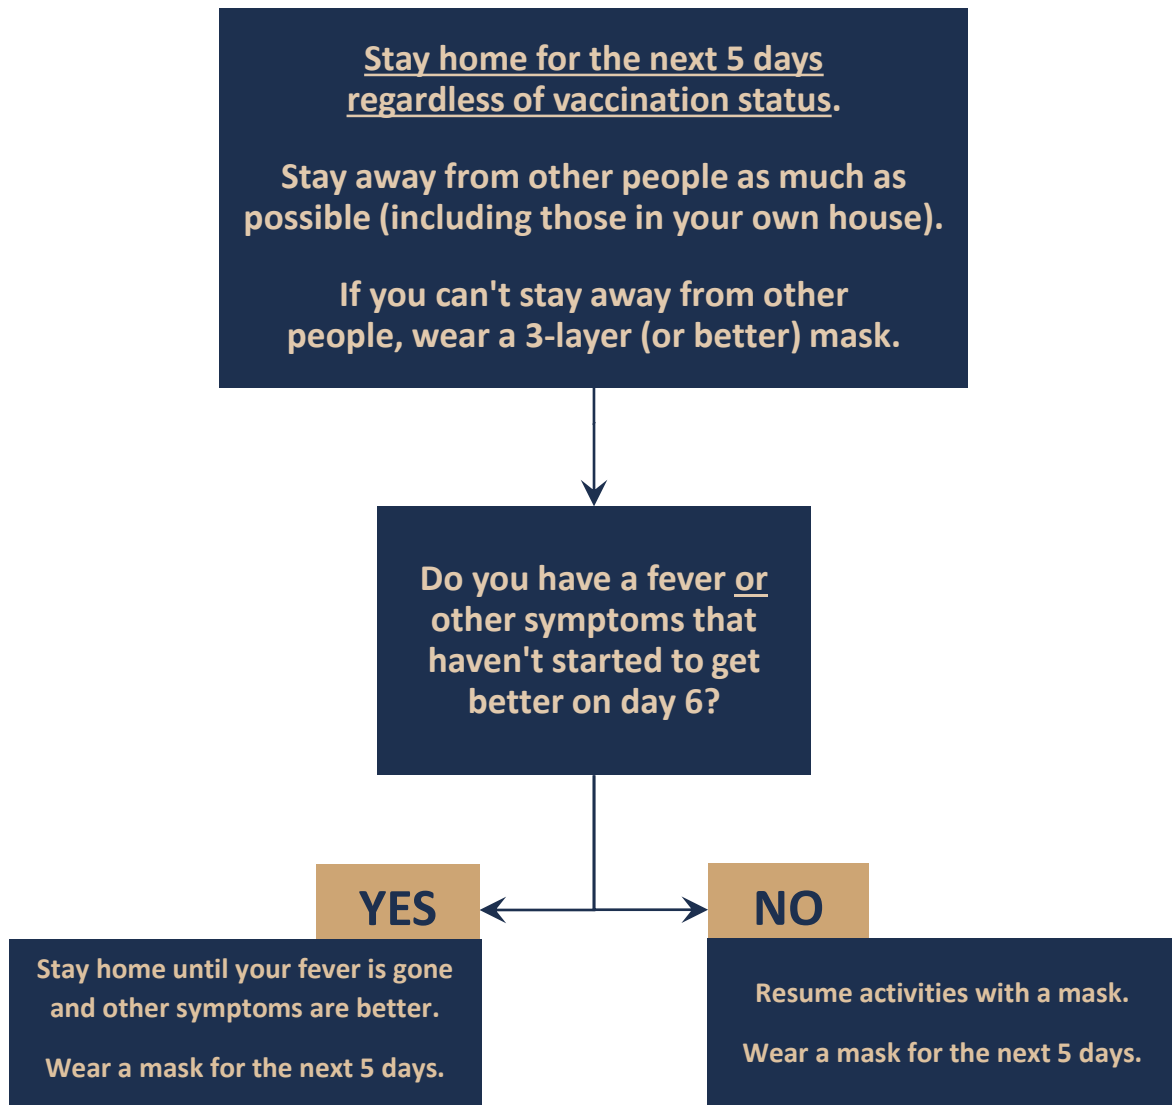 Stay home for the next 5 days
regardless of vaccination status.
Stay away from other people as much as
possible (including those in your own house).
If you can't stay away from other
people, wear a 3-layer (or better) mask.
Do you have a fever or
other symptoms that
haven't started to get
better on day 6?
YES
Stay home until your fever is gone
and other symptoms are better.
Wear a mask for the next 5 days.
NO
Resume activities with a mask.
Wear a mask for the next 5 days.